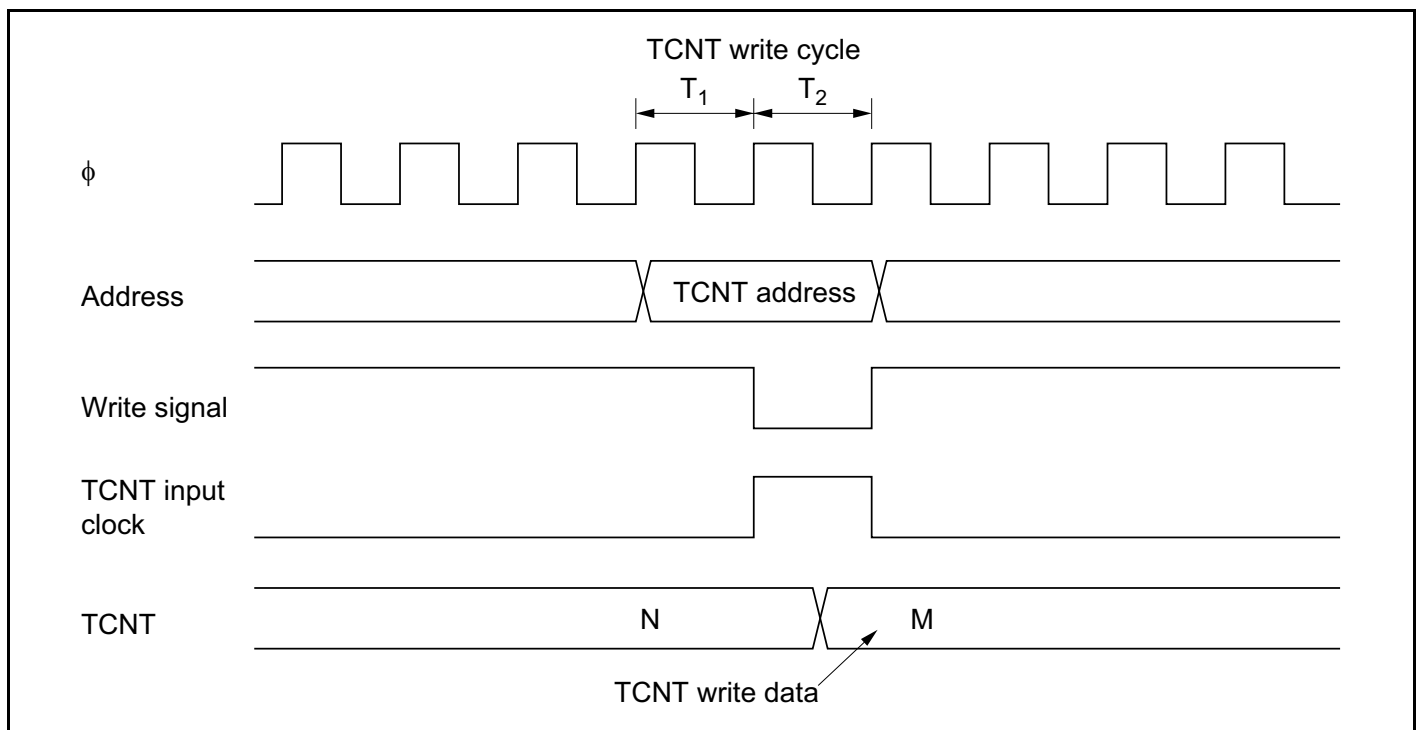 TCNT write cycle
T1 T2
φ
Address
TCNT address
Write signal
TCNT input
clock
TCNT
N
M
TCNT write data